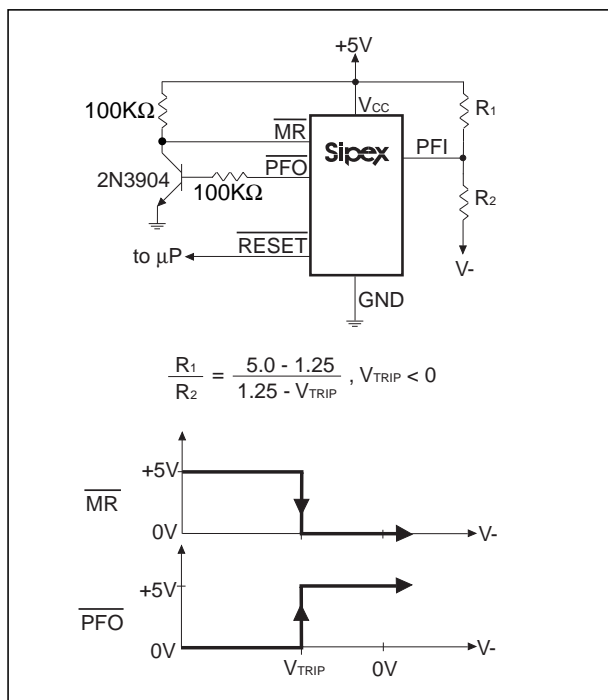 +5V
100KΩ
VCC
R1
MR
Sipex
PFO
PFI
2N3904
100KΩ
R2
RESET
to µP
V-
GND
R1
R2
=
5.0 - 1.25
1.25 - VTRIP
, VTRIP < 0
+5V
MR
0V
V-
+5V
PFO
0V
V-
VTRIP
0V